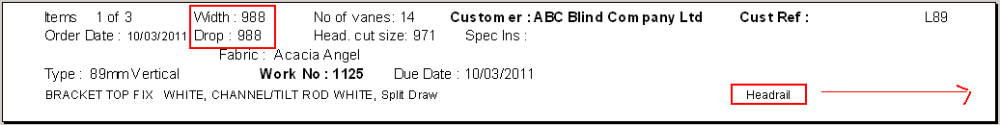 Items 1 of 3 Width : 988 No of vanes: 14 Customer : ABC Blind Company Ltd Cust Ref : L89
Order Date : 10/03/2011 Drop : 988 Head. cut size: 971 Spec Ins :
Fabric : Acacia Angel
Type : 89mm Vertical Work No : 1125 Due Date : 10/03/2011
BRACKET TOP FIX WHITE, CHANNEL/TILT ROD WHITE, Split Draw Headrail